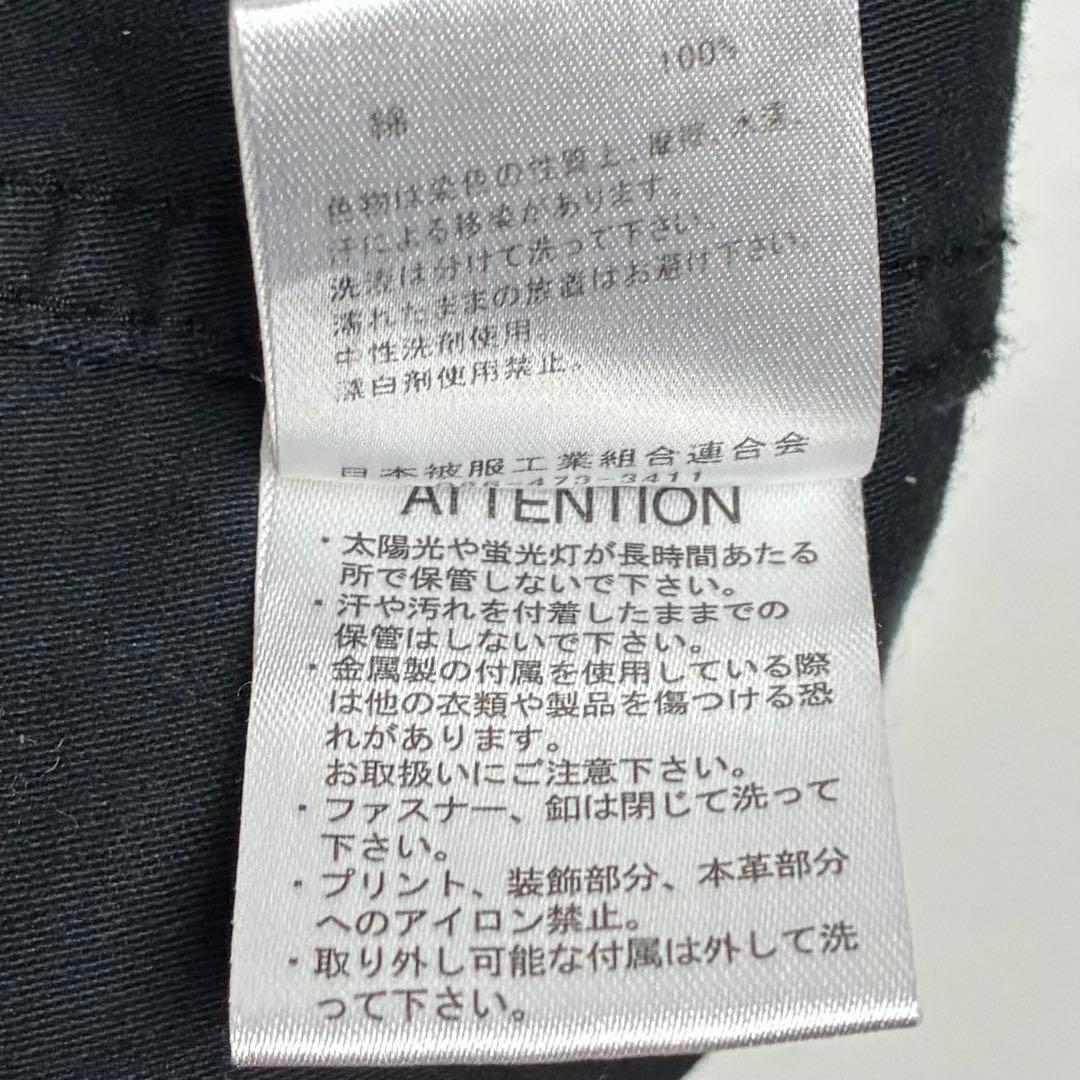 100%
綿
色物は染色の性質上、摩擦、水濡、
汗による移染があります。
洗濯は分けて洗って下さい。
濡れたままの放置はお避け下さい。
中性洗剤使用
漂白剤使用禁止。
日本被服工業組合連合会
473-3411
ATTENTION
・太陽光や蛍光灯が長時間あたる
所で保管しないで下さい。
・汗や汚れを付着したままでの
保管はしないで下さい。
・金属製の付属を使用している際
は他の衣類や製品を傷つける恐
れがあります。
お取扱いにご注意下さい。
・ファスナー、釦は閉じて洗って
下さい。
・プリント、装飾部分、本革部分
へのアイロン禁止。
・取り外し可能な付属は外して洗
って下さい。